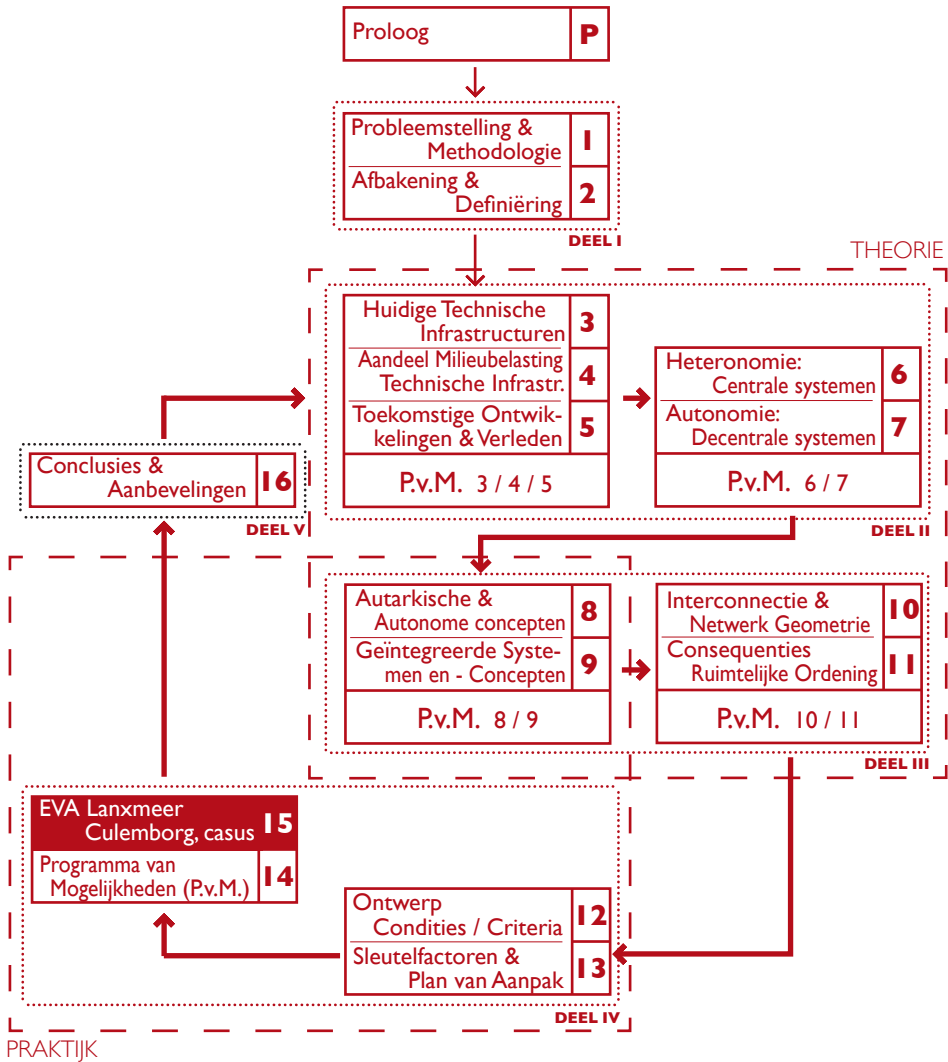 Proloog P
Probleemstelling &
Methodologie 1
Afbakening &
Definiëring 2
DEEL I
THEORIE
Huidige Technische
Infrastructuren 3
Aandeel Milieubelasting
Technische Infrastr. 4
Toekomstige Ontwik-
kkelingen & Verleden 5
P.v.M. 3 / 4 / 5
Heteronomie:
Centrale systemen 6
Autonomie:
Decentrale systemen 7
P.v.M. 6 / 7
DEEL II
Conclusies &
Aanbevelingen 16
DEEL V
Autarkische &
Autonome concepten 8
Geïntegreerde Syste-
men en - Concepten 9
P.v.M. 8 / 9
Interconnectie &
Netwerk Geometrie 10
Consequenties
Ruimtelijke Ordening 11
P.v.M. 10 / 11
DEEL III
EVA Lanxmeer
Culemborg, casus 15
Programma van
Mogelijkheden (P.v.M.) 14
Ontwerp
Condities / Criteria 12
Sleutelfactoren &
Plan van Aanpak 13
DEEL IV
PRAKTIJK